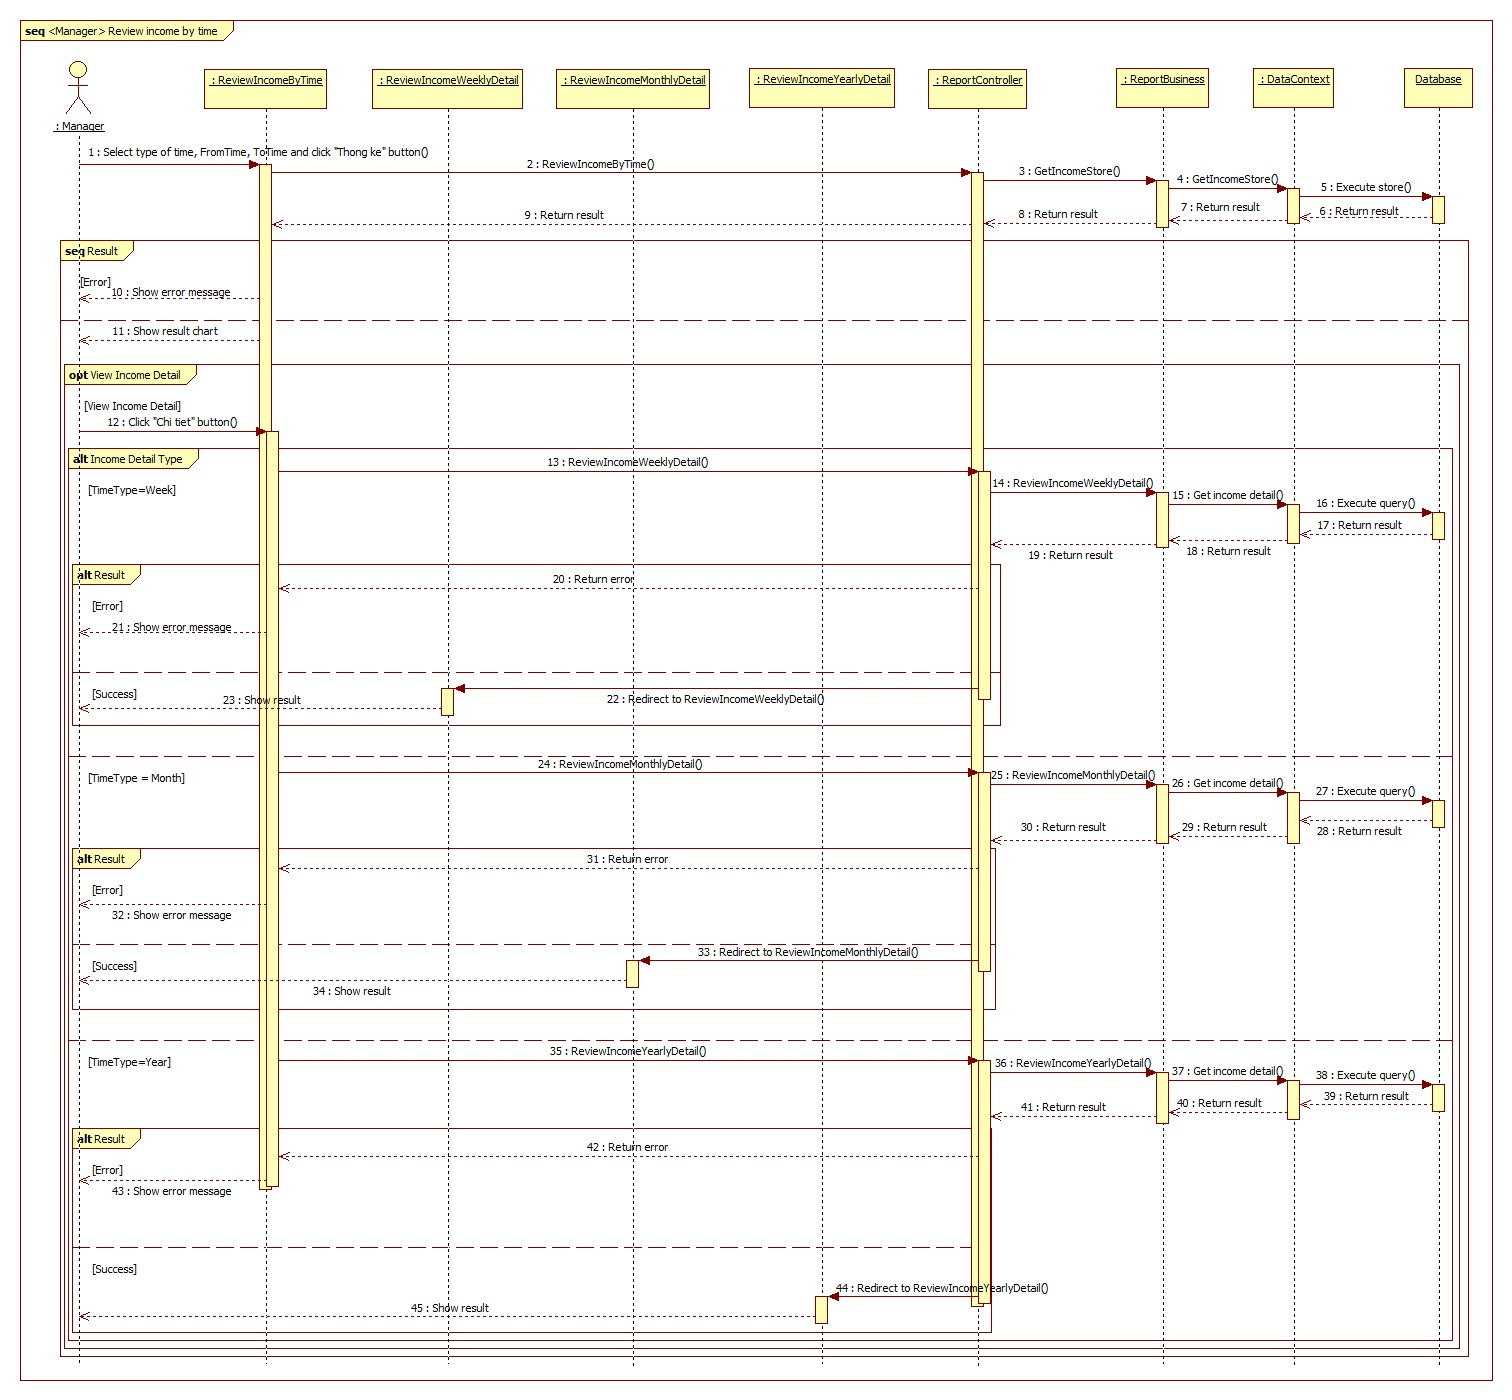 seq <Manager> Review income by time
: Manager
: ReviewIncomeByTime
: ReviewIncomeWeeklyDetail
: ReviewIncomeMonthlyDetail
: ReviewIncomeYearlyDetail
: ReportController
: ReportBusiness
: DataContext
Database
1 : Select type of time, FromTime, ToTime and click "Thong ke" button()
2 : ReviewIncomeByTime()
3 : GetIncomeStore()
4 : GetIncomeStore()
5 : Execute store()
6 : Return result
7 : Return result
8 : Return result
9 : Return result
seq Result
[Error]
10 : Show error message
11 : Show result chart
opt View Income Detail
[View Income Detail]
12 : Click "Chi tiet" button()
alt Income Detail Type
13 : ReviewIncomeWeeklyDetail()
[TimeType=Week]
14 : ReviewIncomeWeeklyDetail()
15 : Get income detail()
16 : Execute query()
17 : Return result
18 : Return result
19 : Return result
alt Result
20 : Return error
[Error]
21 : Show error message
[Success]
22 : Redirect to ReviewIncomeWeeklyDetail()
23 : Show result
24 : ReviewIncomeMonthlyDetail()
[TimeType = Month]
25 : ReviewIncomeMonthlyDetail()
26 : Get income detail()
27 : Execute query()
28 : Return result
29 : Return result
30 : Return result
alt Result
31 : Return error
[Error]
32 : Show error message
33 : Redirect to ReviewIncomeMonthlyDetail()
[Success]
34 : Show result
35 : ReviewIncomeYearlyDetail()
[TimeType=Year]
36 : ReviewIncomeYearlyDetail()
37 : Get income detail()
38 : Execute query()
39 : Return result
40 : Return result
41 : Return result
alt Result
42 : Return error
[Error]
43 : Show error message
[Success]
44 : Redirect to ReviewIncomeYearlyDetail()
45 : Show result